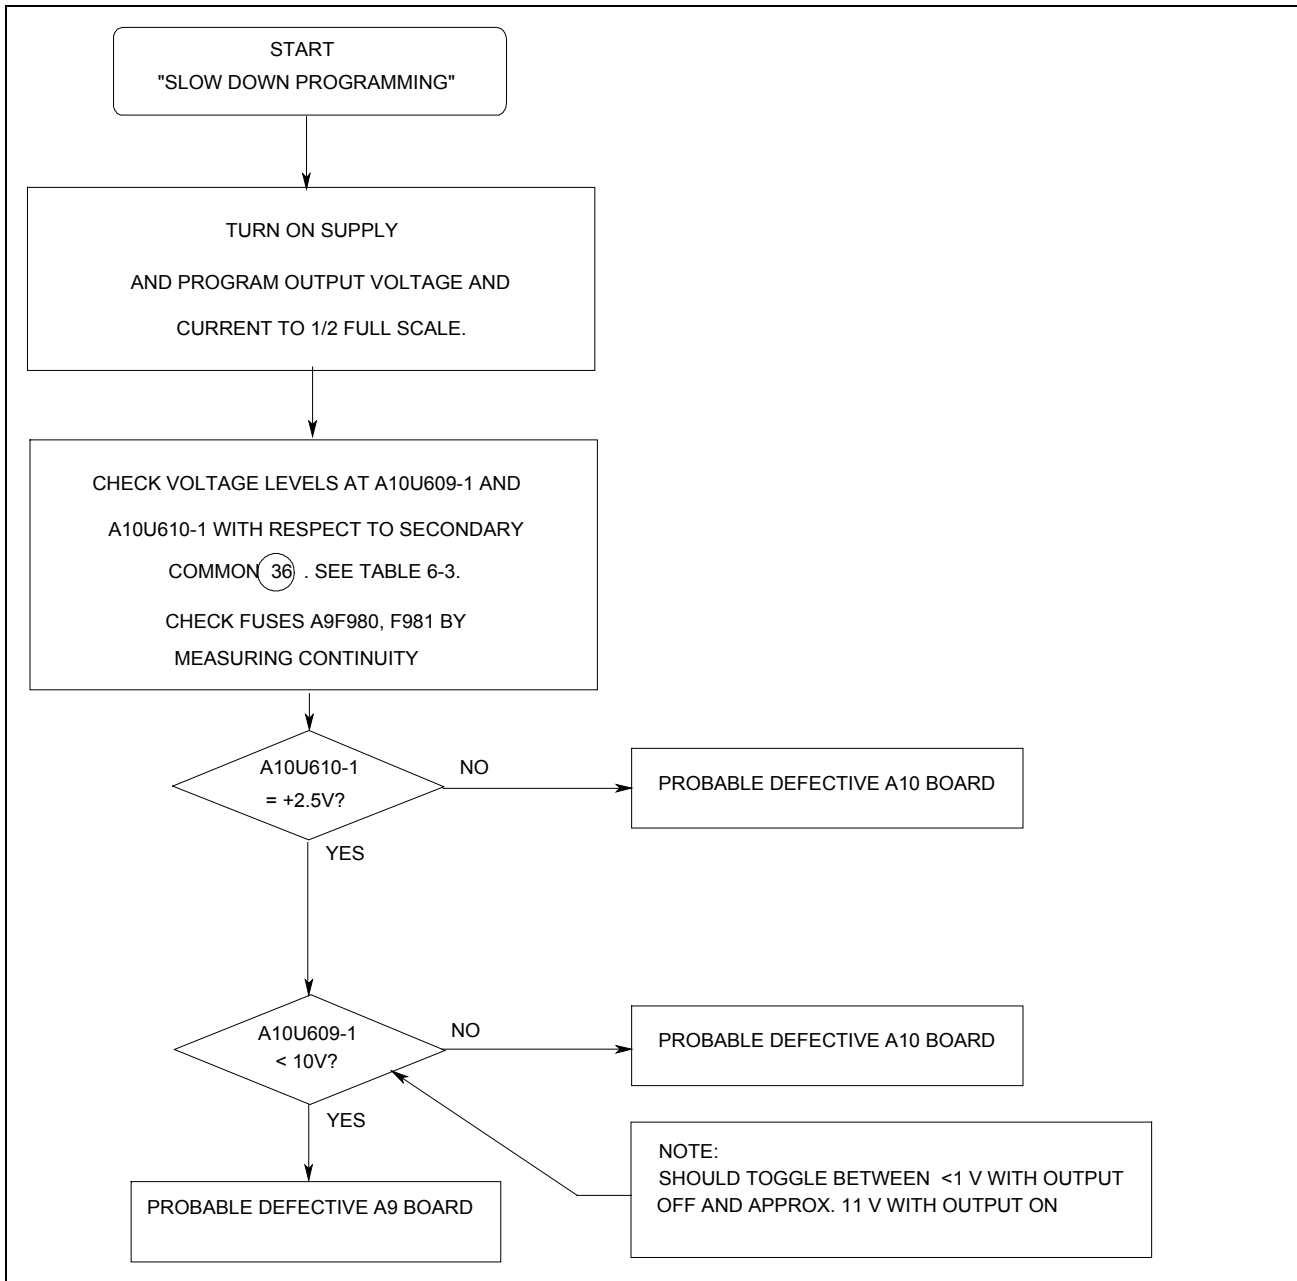 START
"SLOW DOWN PROGRAMMING"
TURN ON SUPPLY
AND PROGRAM OUTPUT VOLTAGE AND
CURRENT TO 1/2 FULL SCALE.
CHECK VOLTAGE LEVELS AT A10U609-1 AND
A10U610-1 WITH RESPECT TO SECONDARY
COMMON 36 . SEE TABLE 6-3.
CHECK FUSES A9F980, F981 BY
MEASURING CONTINUITY
A10U610-1
= +2.5V?
NO
PROBABLE DEFECTIVE A10 BOARD
YES
A10U609-1
< 10V?
NO
PROBABLE DEFECTIVE A10 BOARD
YES
PROBABLE DEFECTIVE A9 BOARD
NOTE:
SHOULD TOGGLE BETWEEN <1 V WITH OUTPUT
OFF AND APPROX. 11 V WITH OUTPUT ON